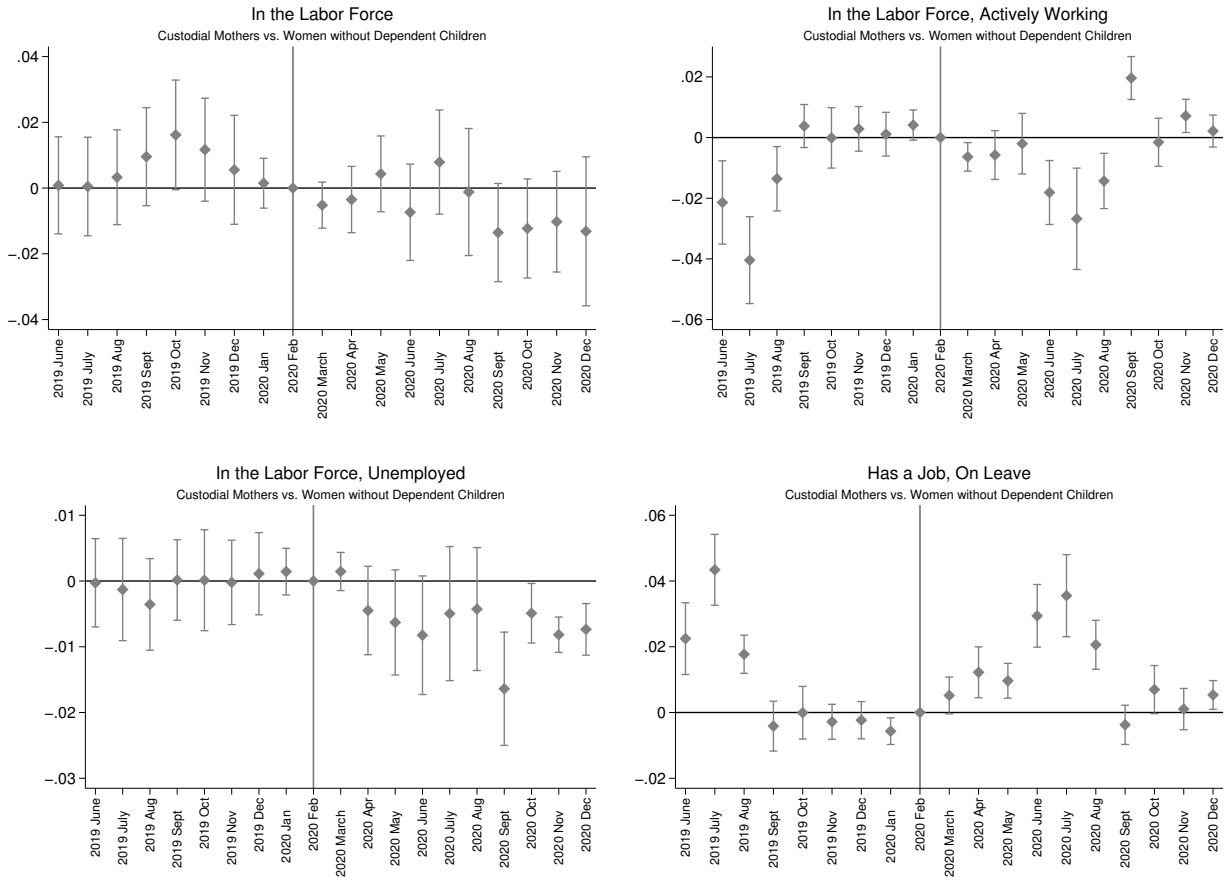 In the Labor Force
Custodial Mothers vs. Women without Dependent Children
.04
.02
0
−.02
−.04
2019 June
2019 July
2019 Aug
2019 Sept
2019 Oct
2019 Nov
2019 Dec
2020 Jan
2020 Feb
2020 March
2020 Apr
2020 May
2020 June
2020 July
2020 Aug
2020 Sept
2020 Oct
2020 Nov
2020 Dec
In the Labor Force, Actively Working
Custodial Mothers vs. Women without Dependent Children
.02
0
−.02
−.04
−.06
2019 June
2019 July
2019 Aug
2019 Sept
2019 Oct
2019 Nov
2019 Dec
2020 Jan
2020 Feb
2020 March
2020 Apr
2020 May
2020 June
2020 July
2020 Aug
2020 Sept
2020 Oct
2020 Nov
2020 Dec
In the Labor Force, Unemployed
Custodial Mothers vs. Women without Dependent Children
.01
0
−.01
−.02
−.03
2019 June
2019 July
2019 Aug
2019 Sept
2019 Oct
2019 Nov
2019 Dec
2020 Jan
2020 Feb
2020 March
2020 Apr
2020 May
2020 June
2020 July
2020 Aug
2020 Sept
2020 Oct
2020 Nov
2020 Dec
Has a Job, On Leave
Custodial Mothers vs. Women without Dependent Children
.06
.04
.02
0
−.02
2019 June
2019 July
2019 Aug
2019 Sept
2019 Oct
2019 Nov
2019 Dec
2020 Jan
2020 Feb
2020 March
2020 Apr
2020 May
2020 June
2020 July
2020 Aug
2020 Sept
2020 Oct
2020 Nov
2020 Dec